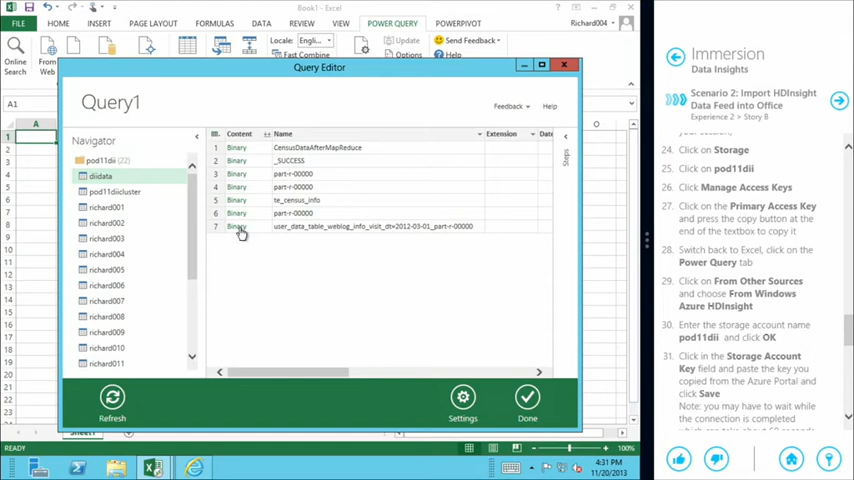 Book1 - Excel
FILE HOME INSERT PAGE LAYOUT FORMULAS DATA REVIEW VIEW POWER QUERY POWERPIVOT Richard004
Online Search
From Web
Locale: Engli...
Fast Combine
Update
Options
Send Feedback
Help
A1
A
O
Query Editor
Query1
Feedback Help
Navigator
pod11dii (22)
diidata
pod11diicluster
richard001
richard002
richard003
richard004
richard005
richard006
richard007
richard008
richard009
richard010
richard011
Content Name Extension Date
1 Binary CensusDataAfterMapReduce
2 Binary _SUCCESS
3 Binary part-r-00000
4 Binary part-r-00000
5 Binary te_census_info
6 Binary part-r-00000
7 Binary user_data_table_weblog_info_visit_dt=2012-03-01_part-r-00000
Steps
Refresh Settings Done
Sheet1
READY
100%
4:31 PM
11/20/2013
Immersion
Data Insights
Scenario 2: Import HDInsight
Data Feed into Office
Experience 2 > Story B
24. Click on Storage
25. Click on pod11dii
26. Click Manage Access Keys
27. Click on the Primary Access Key
and press the copy button at the
end of the textbox to copy it
28. Switch back to Excel, click on the
Power Query tab
29. Click on From Other Sources
and choose From Windows
Azure HDInsight
30. Enter the storage account name
pod11dii and click OK
31. Click in the Storage Account
Key field and paste the key you
copied from the Azure Portal and
click Save
Note: you may have to wait while
the connection is completed